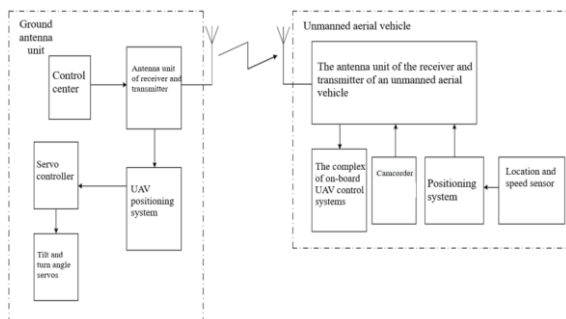 Ground
antenna
unit
Control
center
Antenna unit
of receiver and
transmitter
Servo
controller
UAV
positioning
system
Tilt and
turn angle
servos
Unmanned aerial vehicle
The antenna unit of the receiver and
transmitter of an unmanned aerial
vehicle
The complex
of on-board
UAV control
systems
Camcorder
Positioning
system
Location and
speed sensor